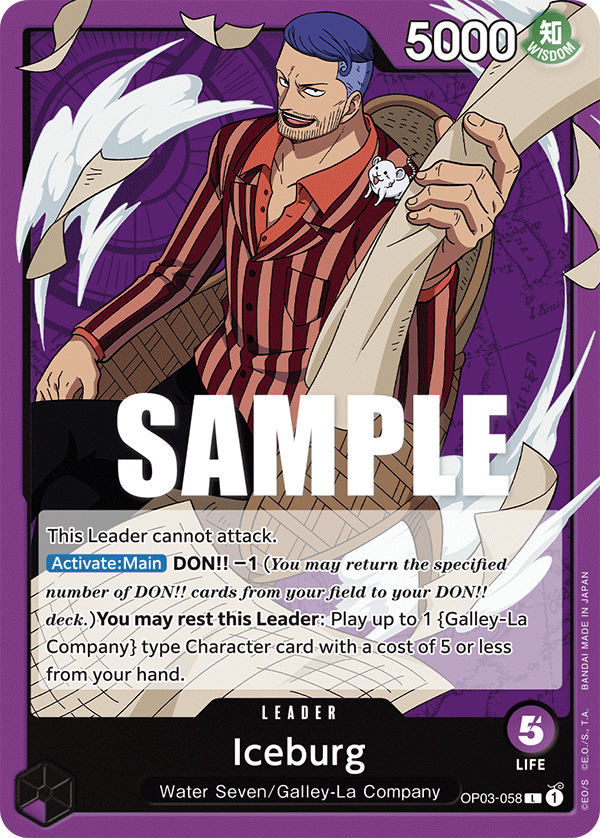 5000
知
WISDOM
SAMPLE
This Leader cannot attack.
Activate:Main DON!! −1 (You may return the specified
number of DON!! cards from your field to your DON!!
deck.)You may rest this Leader: Play up to 1 {Galley-La
Company} type Character card with a cost of 5 or less
from your hand.
LEADER
Iceburg
Water Seven/Galley-La Company
5
LIFE
OP03-058 L 1
©EO/S ©E.O./S., T.A. BANDAI MADE IN JAPAN